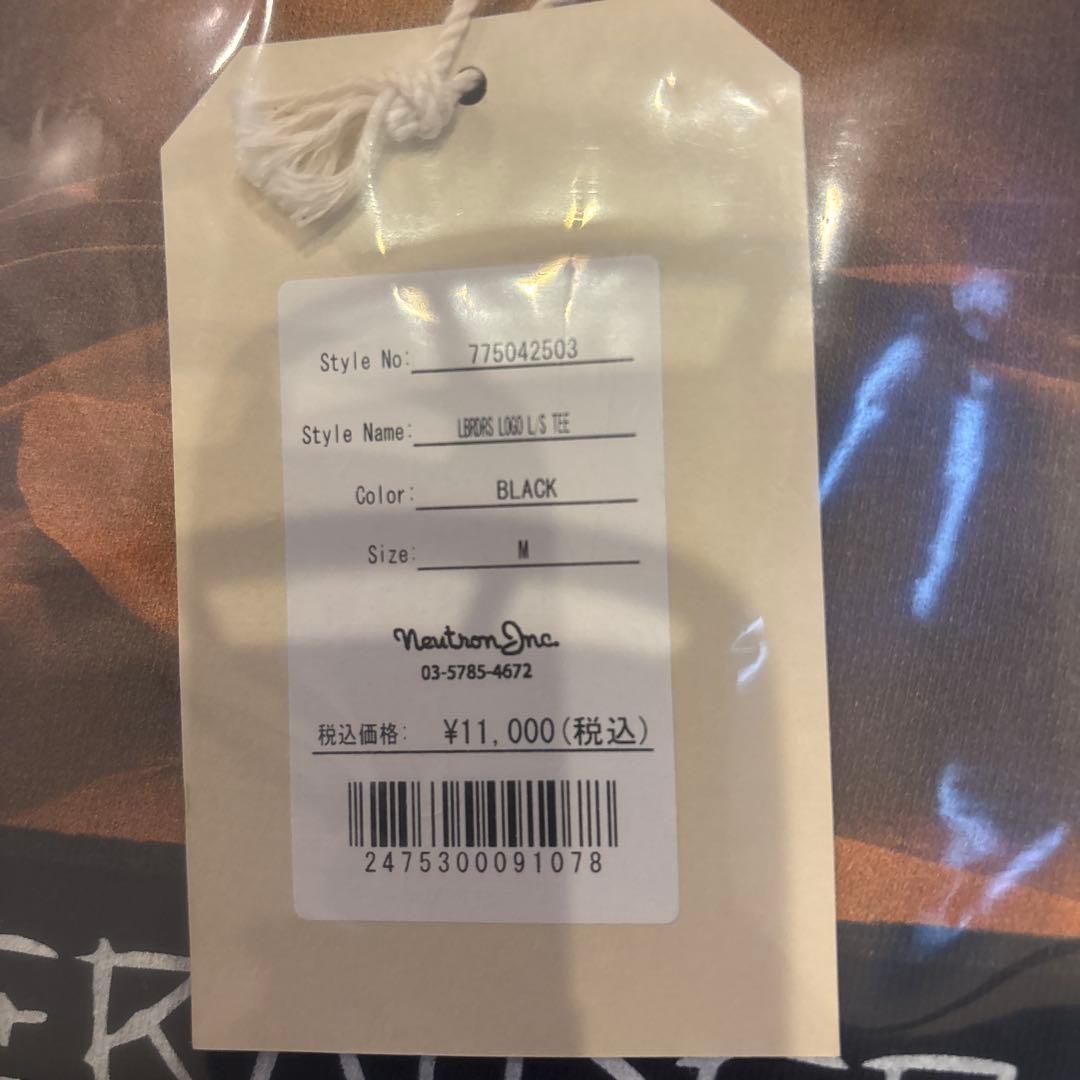 Style No: 775042503
Style Name: LBRDRS LOGO L/S TEE
Color: BLACK
Size: M
Neutron Inc.
03-5785-4672
税込価格: ¥11,000(税込)
2475300091078